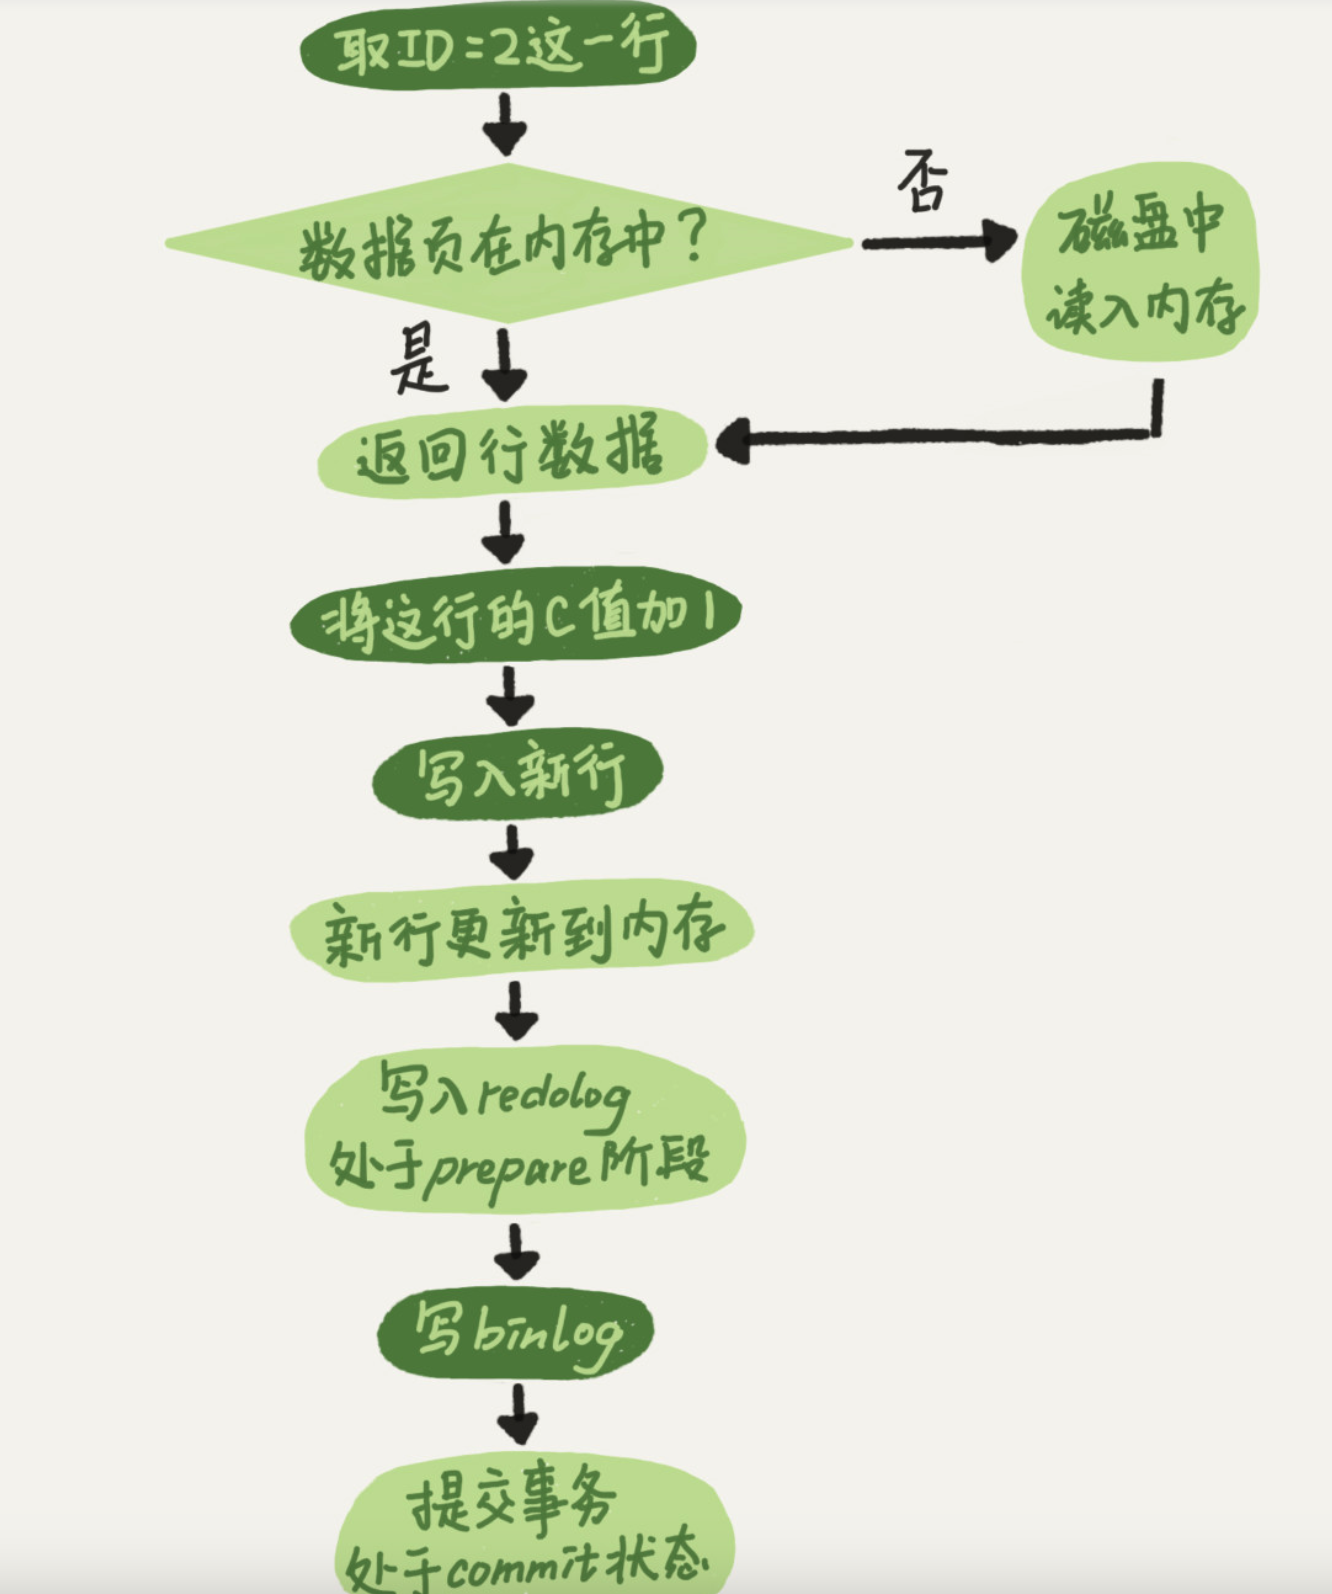 取ID=2这一行
数据页在内存中?
否
磁盘中
读入内存
是
返回行数据
将这行的C值加1
写入新行
新行更新到内存
写入redolog
处于prepare阶段
写binlog
提交事务
处于commit状态